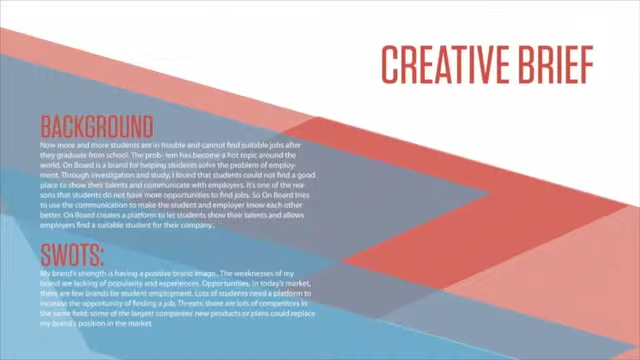 CREATIVE BRIEF
BACKGROUND
Now more and more students are in trouble and cannot find suitable jobs after
they graduate from school. The prob- lem has become a hot topic around the
world. On Board is a brand for helping students solve the problem of employ-
ment. Through investigation and study, I found that students could not find a good
place to show their talents and communicate with employers. It's one of the rea-
sons that students do not have more opportunities to find jobs. So On Board tries
to use the communication to make the student and employer know each other
better. On Board creates a platform to let students show their talents and allows
employers find a suitable student for their company.
SWOTS:
My brand's strength is having a positive brand image. The weaknesses of my
brand are lacking of popularity and experiences. Opportunities: In today's market,
there are few brands for student employment. Lots of students need a platform to
increase the opportunity of finding a job. Threats: there are lots of competitors in
the same field; some of the largest companies' new products or plans could replace
my brand's position in the market.